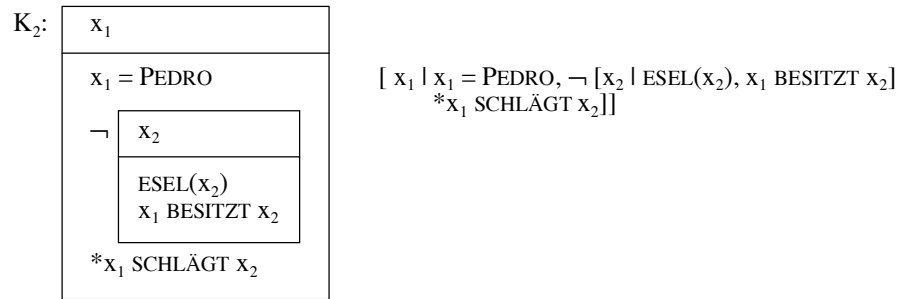 K₂: x₁
x₁ = PEDRO
¬ x₂
ESEL(x₂)
x₁ BESITZT x₂
*x₁ SCHLÄGT x₂
[ x₁ | x₁ = PEDRO, ¬ [x₂ | ESEL(x₂), x₁ BESITZT x₂]
*x₁ SCHLÄGT x₂]]